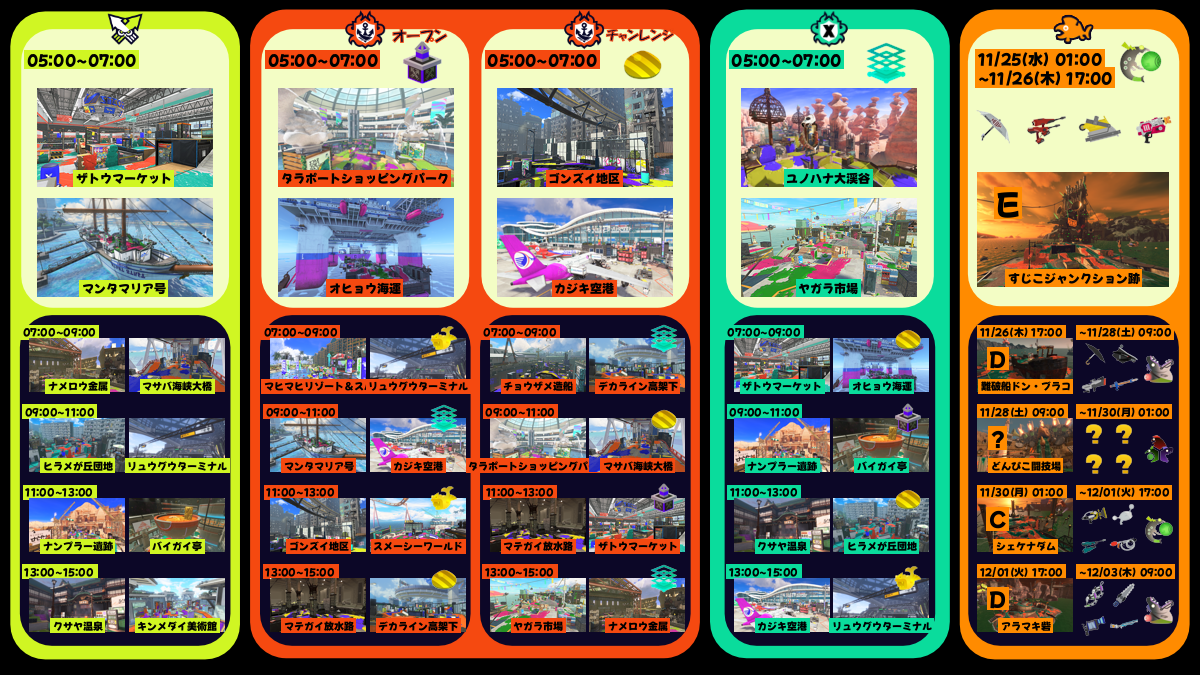 05:00~07:00
ザトウマーケット
マンタマリア号
07:00~09:00
ナメロウ金属
マサバ海峡大橋
09:00~11:00
ヒラメが丘団地
リュウグウターミナル
11:00~13:00
ナンプラー遺跡
バイガイ亭
13:00~15:00
クサヤ温泉
キンメダイ美術館
オープン
05:00~07:00
タラポートショッピングパーク
オヒョウ海運
07:00~09:00
マヒマヒリゾート&ス
リュウグウターミナル
09:00~11:00
マンタマリア号
カジキ空港
11:00~13:00
ゴンズイ地区
スメーシーワールド
13:00~15:00
マテガイ放水路
デカライン高架下
チャンレンジ
05:00~07:00
ゴンズイ地区
カジキ空港
07:00~09:00
チョウザメ造船
デカライン高架下
09:00~11:00
タラポートショッピングパ
マサバ海峡大橋
11:00~13:00
マテガイ放水路
ザトウマーケット
13:00~15:00
ヤガラ市場
ナメロウ金属
X
05:00~07:00
ユノハナ大渓谷
ヤガラ市場
07:00~09:00
ザトウマーケット
オヒョウ海運
09:00~11:00
ナンプラー遺跡
バイガイ亭
11:00~13:00
クサヤ温泉
ヒラメが丘団地
13:00~15:00
カジキ空港
リュウグウターミナル
11/25(水) 01:00
~11/26(木) 17:00
E
すじこジャンクション跡
11/26(木) 17:00 ~11/28(土) 09:00
D
難破船ドン・ブラコ
11/28(土) 09:00 ~11/30(月) 01:00
?
? ?
? ?
どんぴこ闘技場
11/30(月) 01:00 ~12/01(火) 17:00
C
シェケナダム
12/01(火) 17:00 ~12/03(木) 09:00
D
アラマキ砦